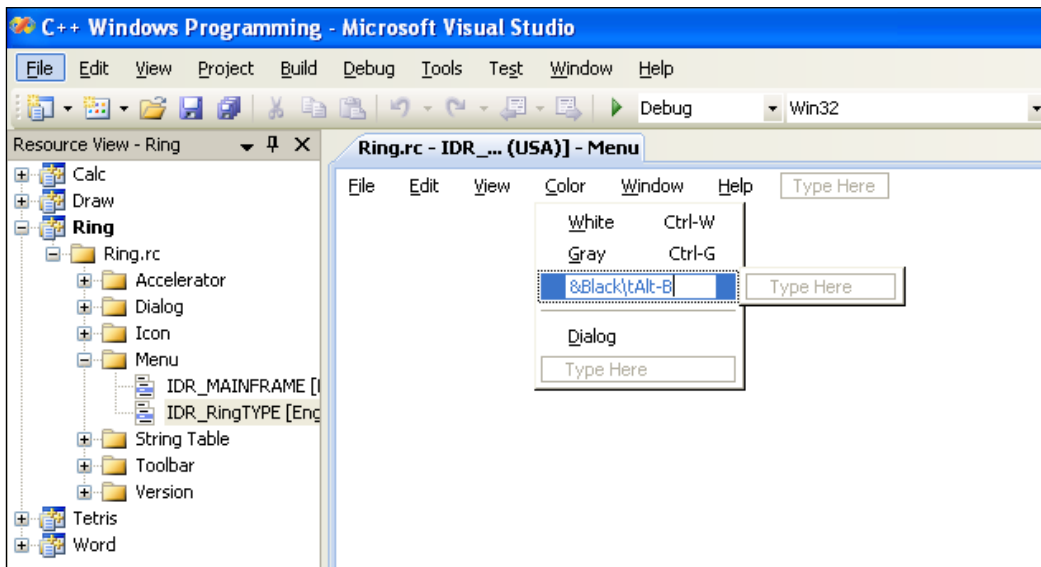 C++ Windows Programming - Microsoft Visual Studio
File Edit View Project Build Debug Tools Test Window Help
Debug Win32
Resource View - Ring
Ring.rc - IDR_... (USA)] - Menu
Calc
Draw
Ring
Ring.rc
Accelerator
Dialog
Icon
Menu
IDR_MAINFRAME [
IDR_RingTYPE [Eng
String Table
Toolbar
Version
Tetris
Word
File Edit View Color Window Help Type Here
White Ctrl-W
Gray Ctrl-G
&Black\tAlt-B Type Here
Dialog
Type Here